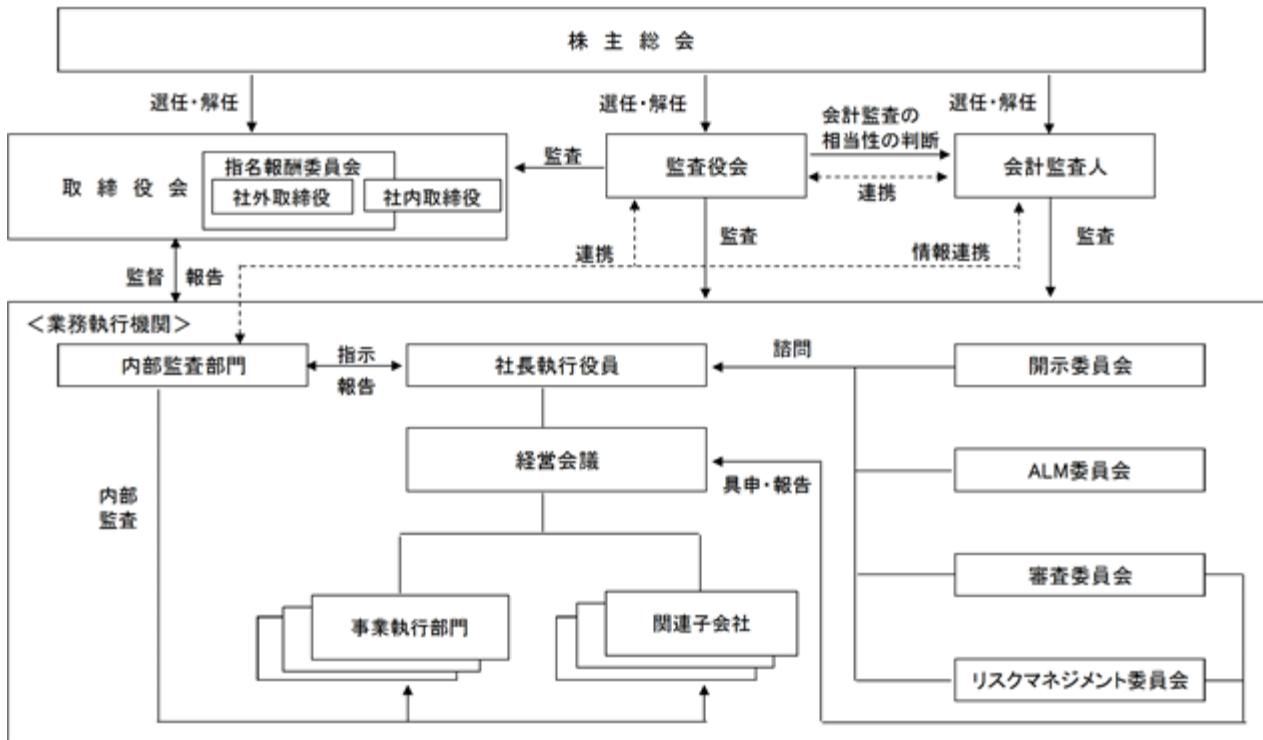 株主総会
選任・解任
選任・解任
選任・解任
会計監査の
相当性の判断
取締役会
指名報酬委員会
社外取締役
社内取締役
監査
監査役会
会計監査人
連携
監督
報告
連携
監査
情報連携
監査
＜業務執行機関＞
内部監査部門
指示
報告
社長執行役員
諮問
開示委員会
経営会議
具申・報告
ALM委員会
内部
監査
審査委員会
事業執行部門
関連子会社
リスクマネジメント委員会